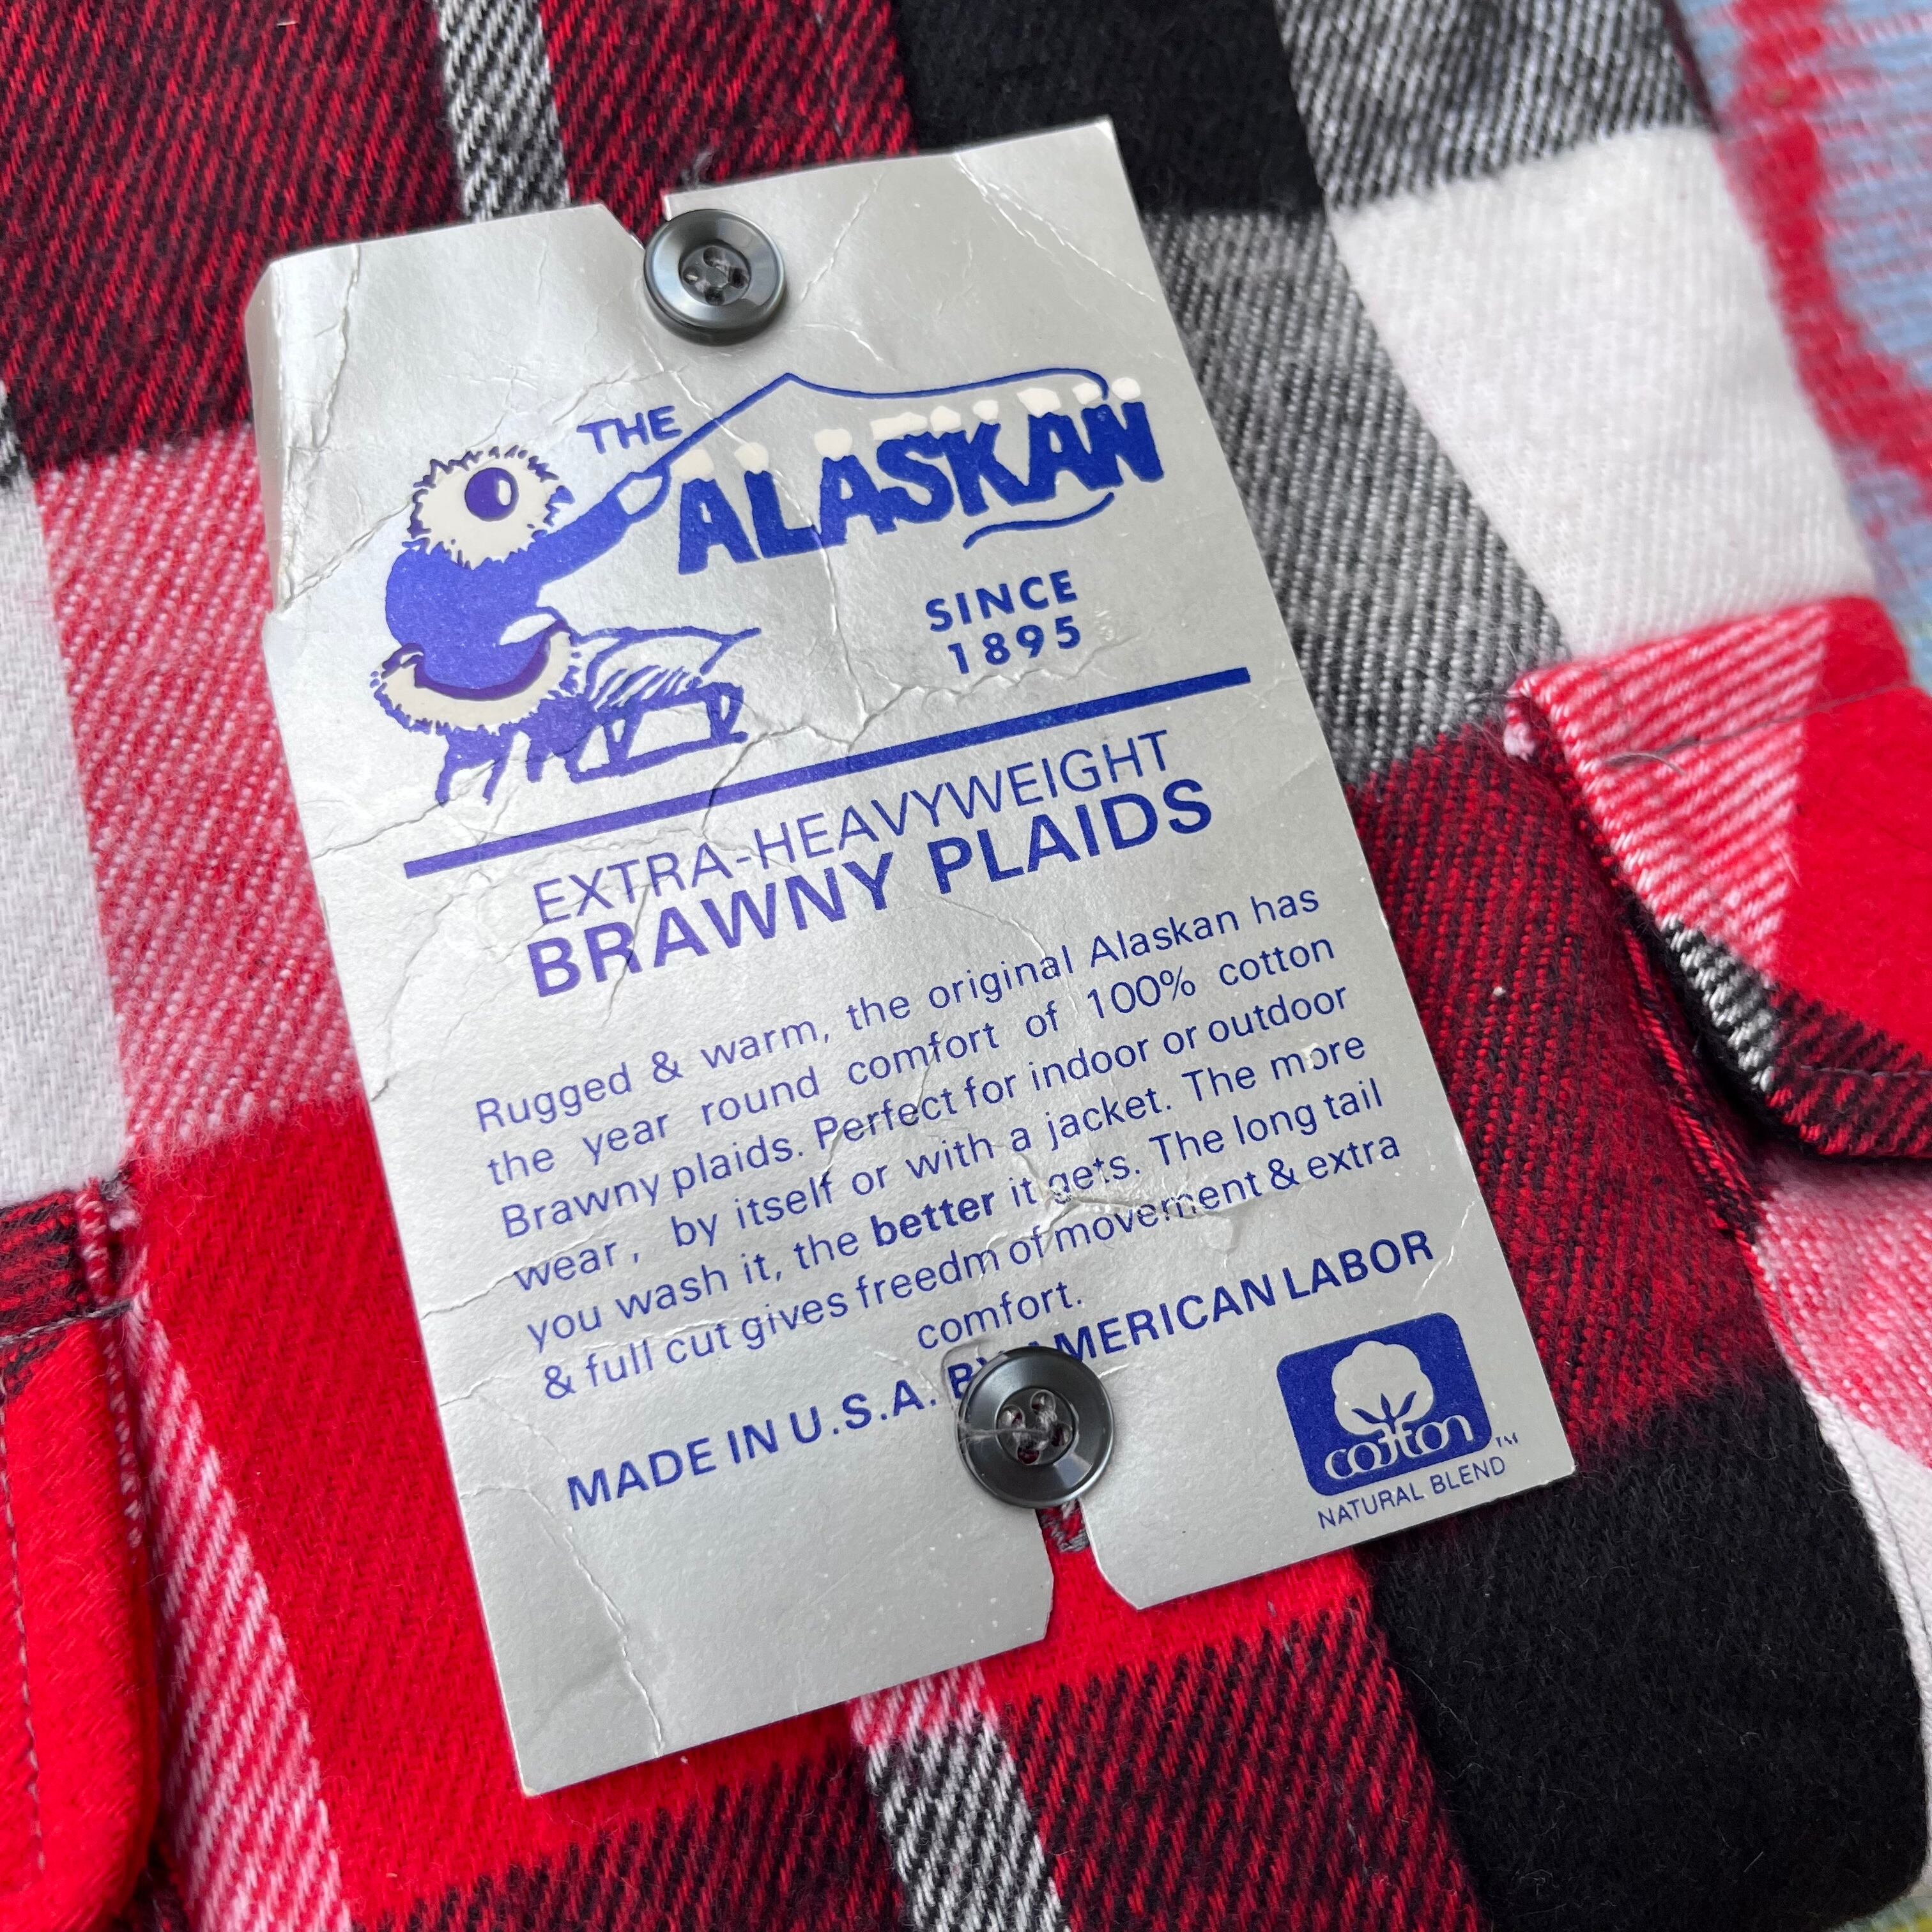 THE
ALASKAN
SINCE
1895
EXTRA-HEAVYWEIGHT
BRAWNY PLAIDS
Rugged & warm, the original Alaskan has
the year round comfort of 100% cotton
Brawny plaids. Perfect for indoor or outdoor
wear, by itself or with a jacket. The more
you wash it, the better it gets. The long tail
& full cut gives freedm of movement & extra
comfort.
MADE IN U.S.A. BY AMERICAN LABOR
cotton™
NATURAL BLEND